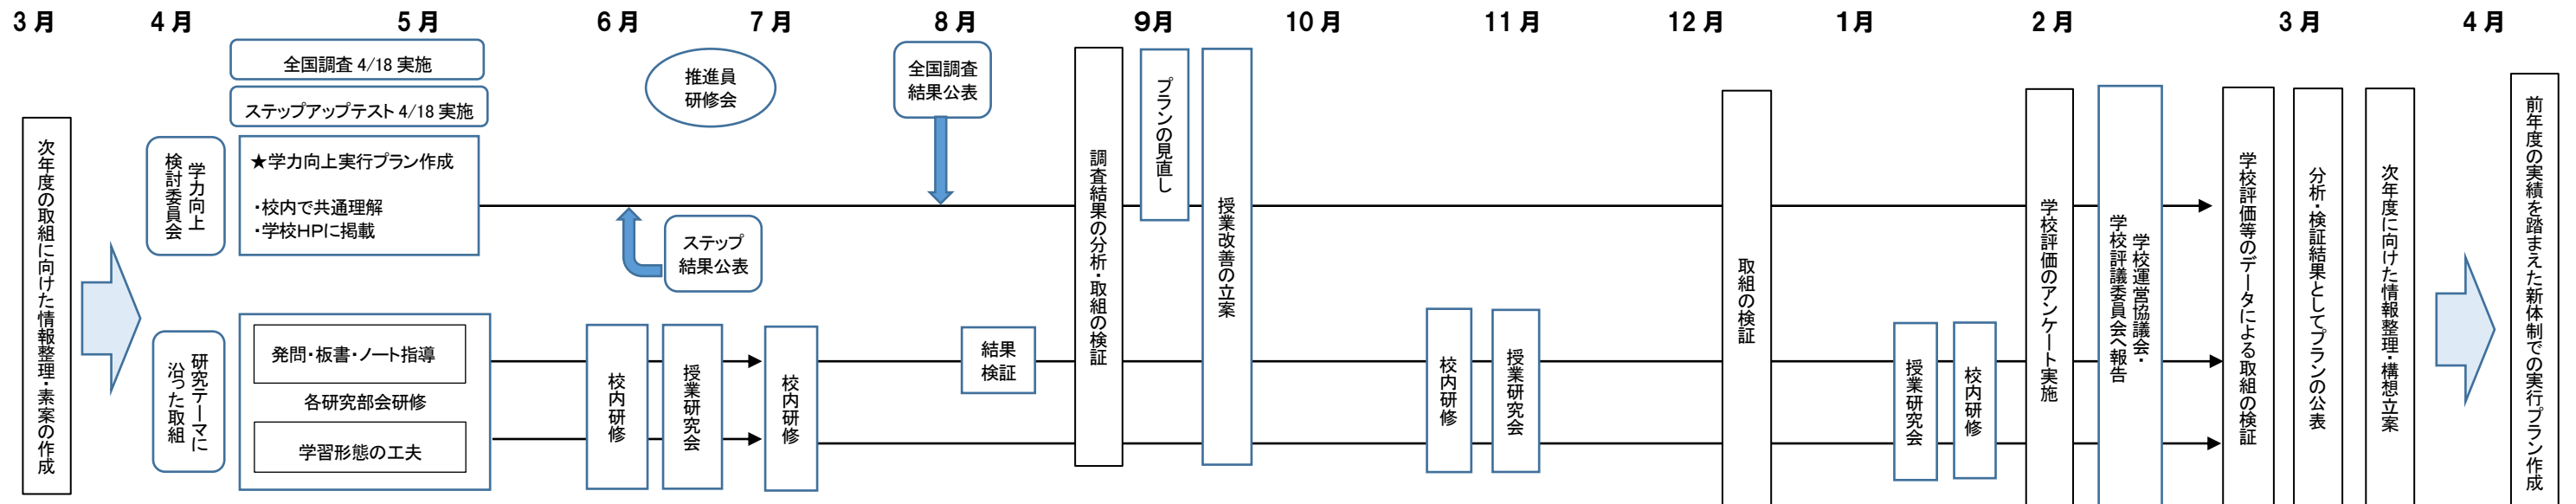 3月
4月
5月
6月
7月
8月
9月
10月
11月
12月
1月
2月
3月
4月
次年度の取組に向けた情報整理・素案の作成
全国調査 4/18 実施
ステップアップテスト 4/18 実施
学力向上
検討委員会
★学力向上実行プラン作成
・校内で共通理解
・学校HPに掲載
推進員
研修会
ステップ
結果公表
全国調査
結果公表
研究テーマに
沿った取組
発問・板書・ノート指導
各研究部会研修
学習形態の工夫
校内研修
授業研究会
校内研修
結果
検証
調査結果の分析・取組の検証
プランの見直し
授業改善の立案
校内研修
授業研究会
取組の検証
授業研究会
校内研修
学校評価のアンケート実施
学校運営協議会・
学校評議委員会へ報告
学校評価等のデータによる取組の検証
分析・検証結果としてプランの公表
次年度に向けた情報整理・構想立案
前年度の実績を踏まえた新体制での実行プラン作成